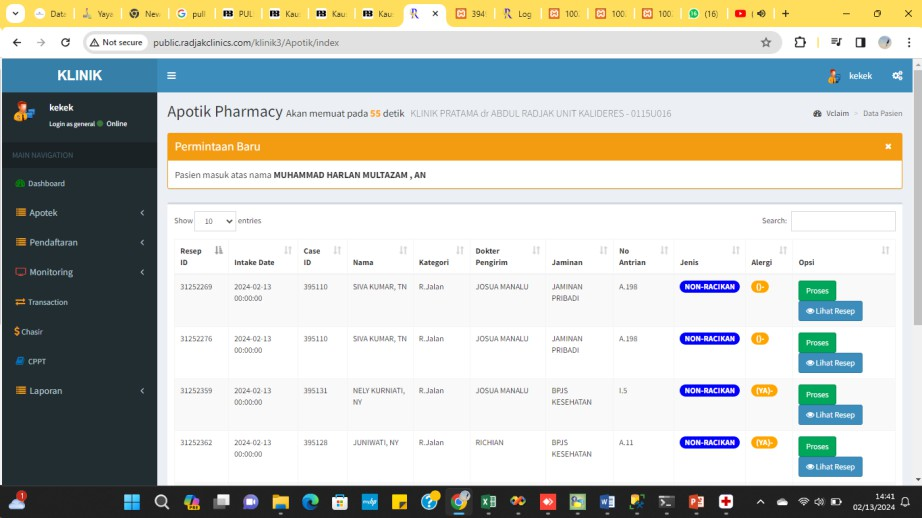 Data
Yaya
New
pull
PUL
Kau
Kau
Kau
394
Log
100
100
100
(16)
Not secure
public.radjakclinics.com/klinik3/Apotik/index
KLINIK
kekek
kekek
Login as general Online
Apotik Pharmacy Akan memuat pada 55 detik KLINIK PRATAMA dr ABDUL RADJAK UNIT KALIDERES - 0115U016
Vclaim > Data Pasien
MAIN NAVIGATION
Dashboard
Apotek
Pendaftaran
Monitoring
Transaction
Chasir
CPPT
Laporan
Permintaan Baru ×
Pasien masuk atas nama MUHAMMAD HARLAN MULTAZAM , AN
Show 10 entries
Search:
Resep ID Intake Date Case ID Nama Kategori Dokter Pengirim Jaminan No Antrian Jenis Alergi Opsi
31252269 2024-02-13 00:00:00 395110 SIVA KUMAR, TN R.Jalan JOSUA MANALU JAMINAN PRIBADI A.198 NON-RACIKAN ()- Proses
Lihat Resep
31252276 2024-02-13 00:00:00 395110 SIVA KUMAR, TN R.Jalan JOSUA MANALU JAMINAN PRIBADI A.198 NON-RACIKAN ()- Proses
Lihat Resep
31252359 2024-02-13 00:00:00 395131 NELY KURNIATI, NY R.Jalan JOSUA MANALU BPJS KESEHATAN I.5 NON-RACIKAN (YA)- Proses
Lihat Resep
31252362 2024-02-13 00:00:00 395128 JUNIWATI, NY R.Jalan RICHIAN BPJS KESEHATAN A.11 NON-RACIKAN (YA)- Proses
Lihat Resep
14:41
02/13/2024